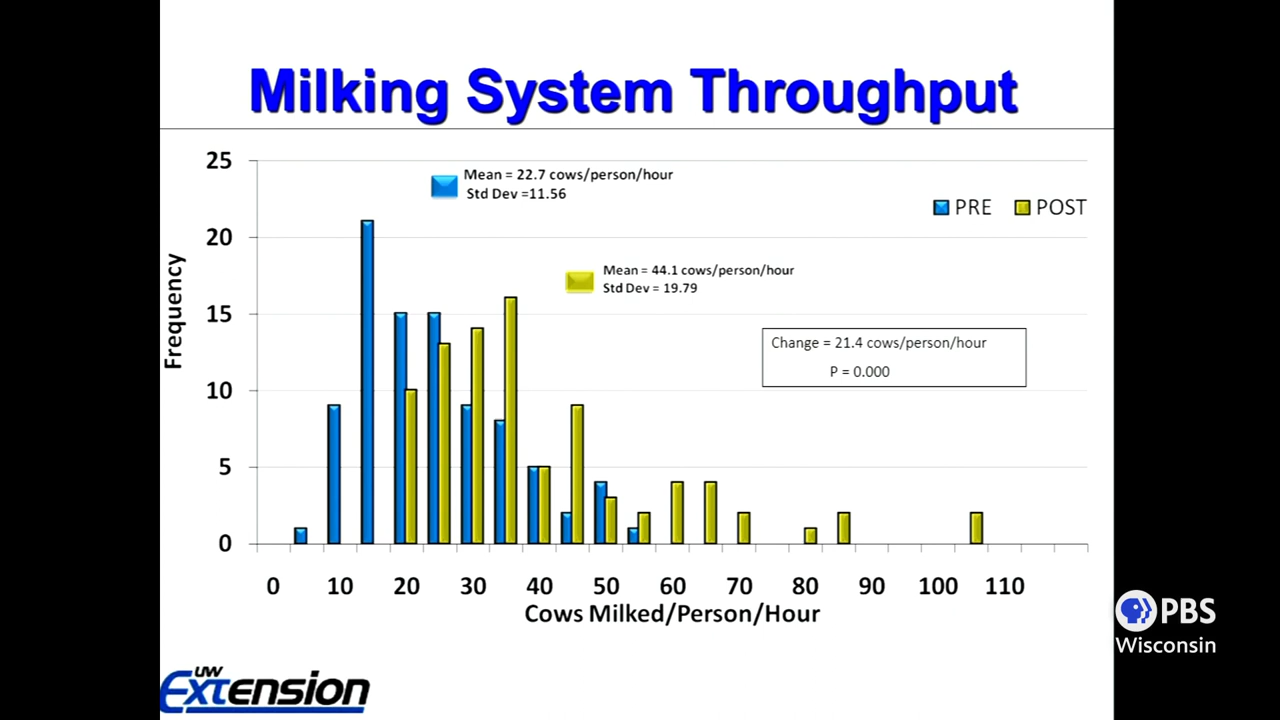 Milking System Throughput
25
20
15
10
5
0
Frequency
Mean = 22.7 cows/person/hour
Std Dev =11.56
PRE POST
Mean = 44.1 cows/person/hour
Std Dev = 19.79
Change = 21.4 cows/person/hour
P = 0.000
0 10 20 30 40 50 60 70 80 90 100 110
Cows Milked/Person/Hour
PBS
Wisconsin
UW
Extension